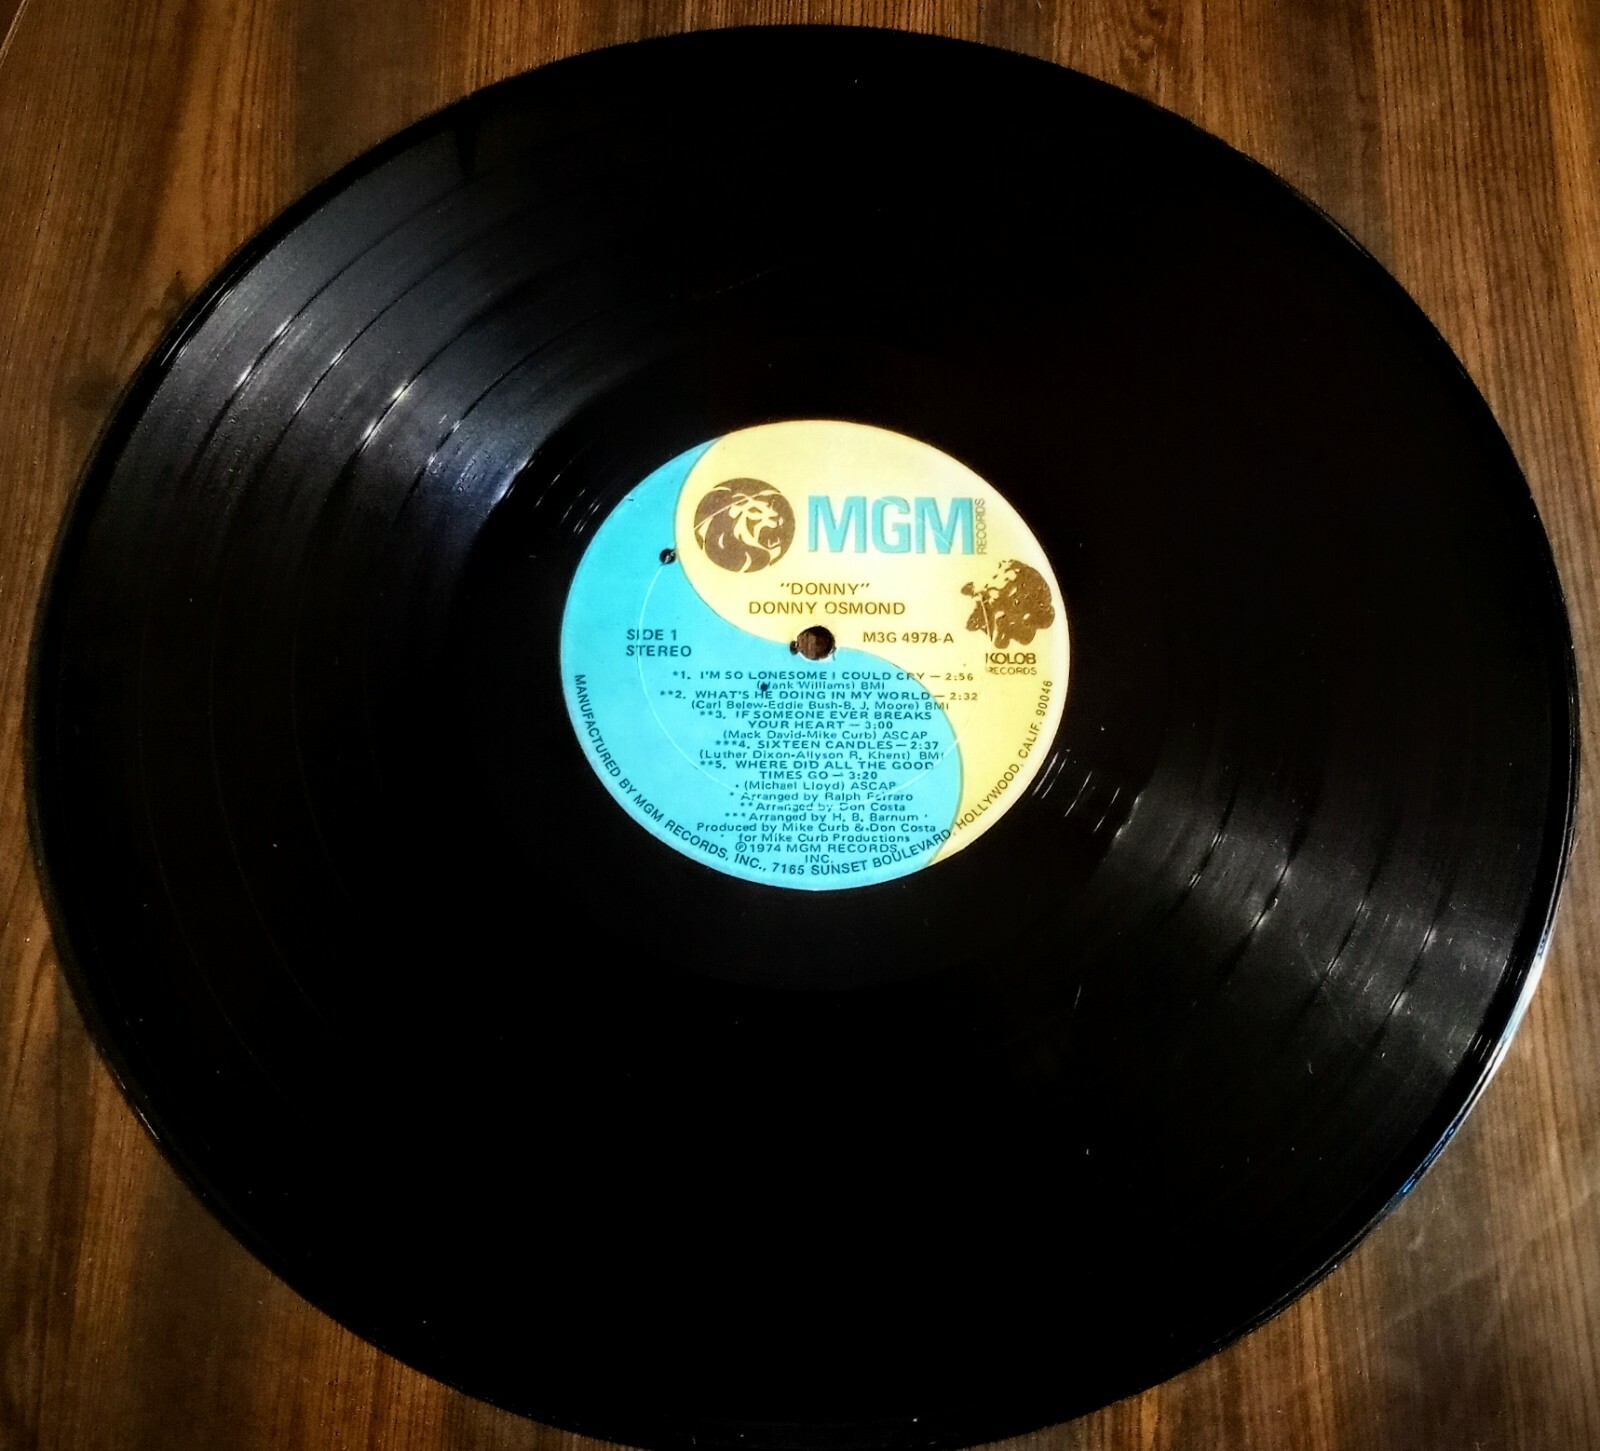 MGM RECORDS
"DONNY"
DONNY OSMOND
M3G 4978-A
KOLOB
RECORDS
SIDE 1
STEREO
*1. I'M SO LONESOME I COULD CRY — 2:56
(Hank Williams) BMI
**2. WHAT'S HE DOING IN MY WORLD — 2:32
(Carl Belew-Eddie Bush-B. J. Moore) BMI
**3. IF SOMEONE EVER BREAKS
YOUR HEART — 3:00
(Mack David-Mike Curb) ASCAP
***4. SIXTEEN CANDLES — 2:37
(Luther Dixon-Allyson R. Khent) BMI
**5. WHERE DID ALL THE GOOD
TIMES GO — 3:20
(Michael Lloyd) ASCAP
* Arranged by Ralph Ferraro
**Arranged by Don Costa
***Arranged by H. B. Barnum
Produced by Mike Curb & Don Costa
for Mike Curb Productions
℗1974 MGM RECORDS,
INC.
MANUFACTURED BY MGM RECORDS, INC., 7165 SUNSET BOULEVARD, HOLLYWOOD, CALIF. 90046